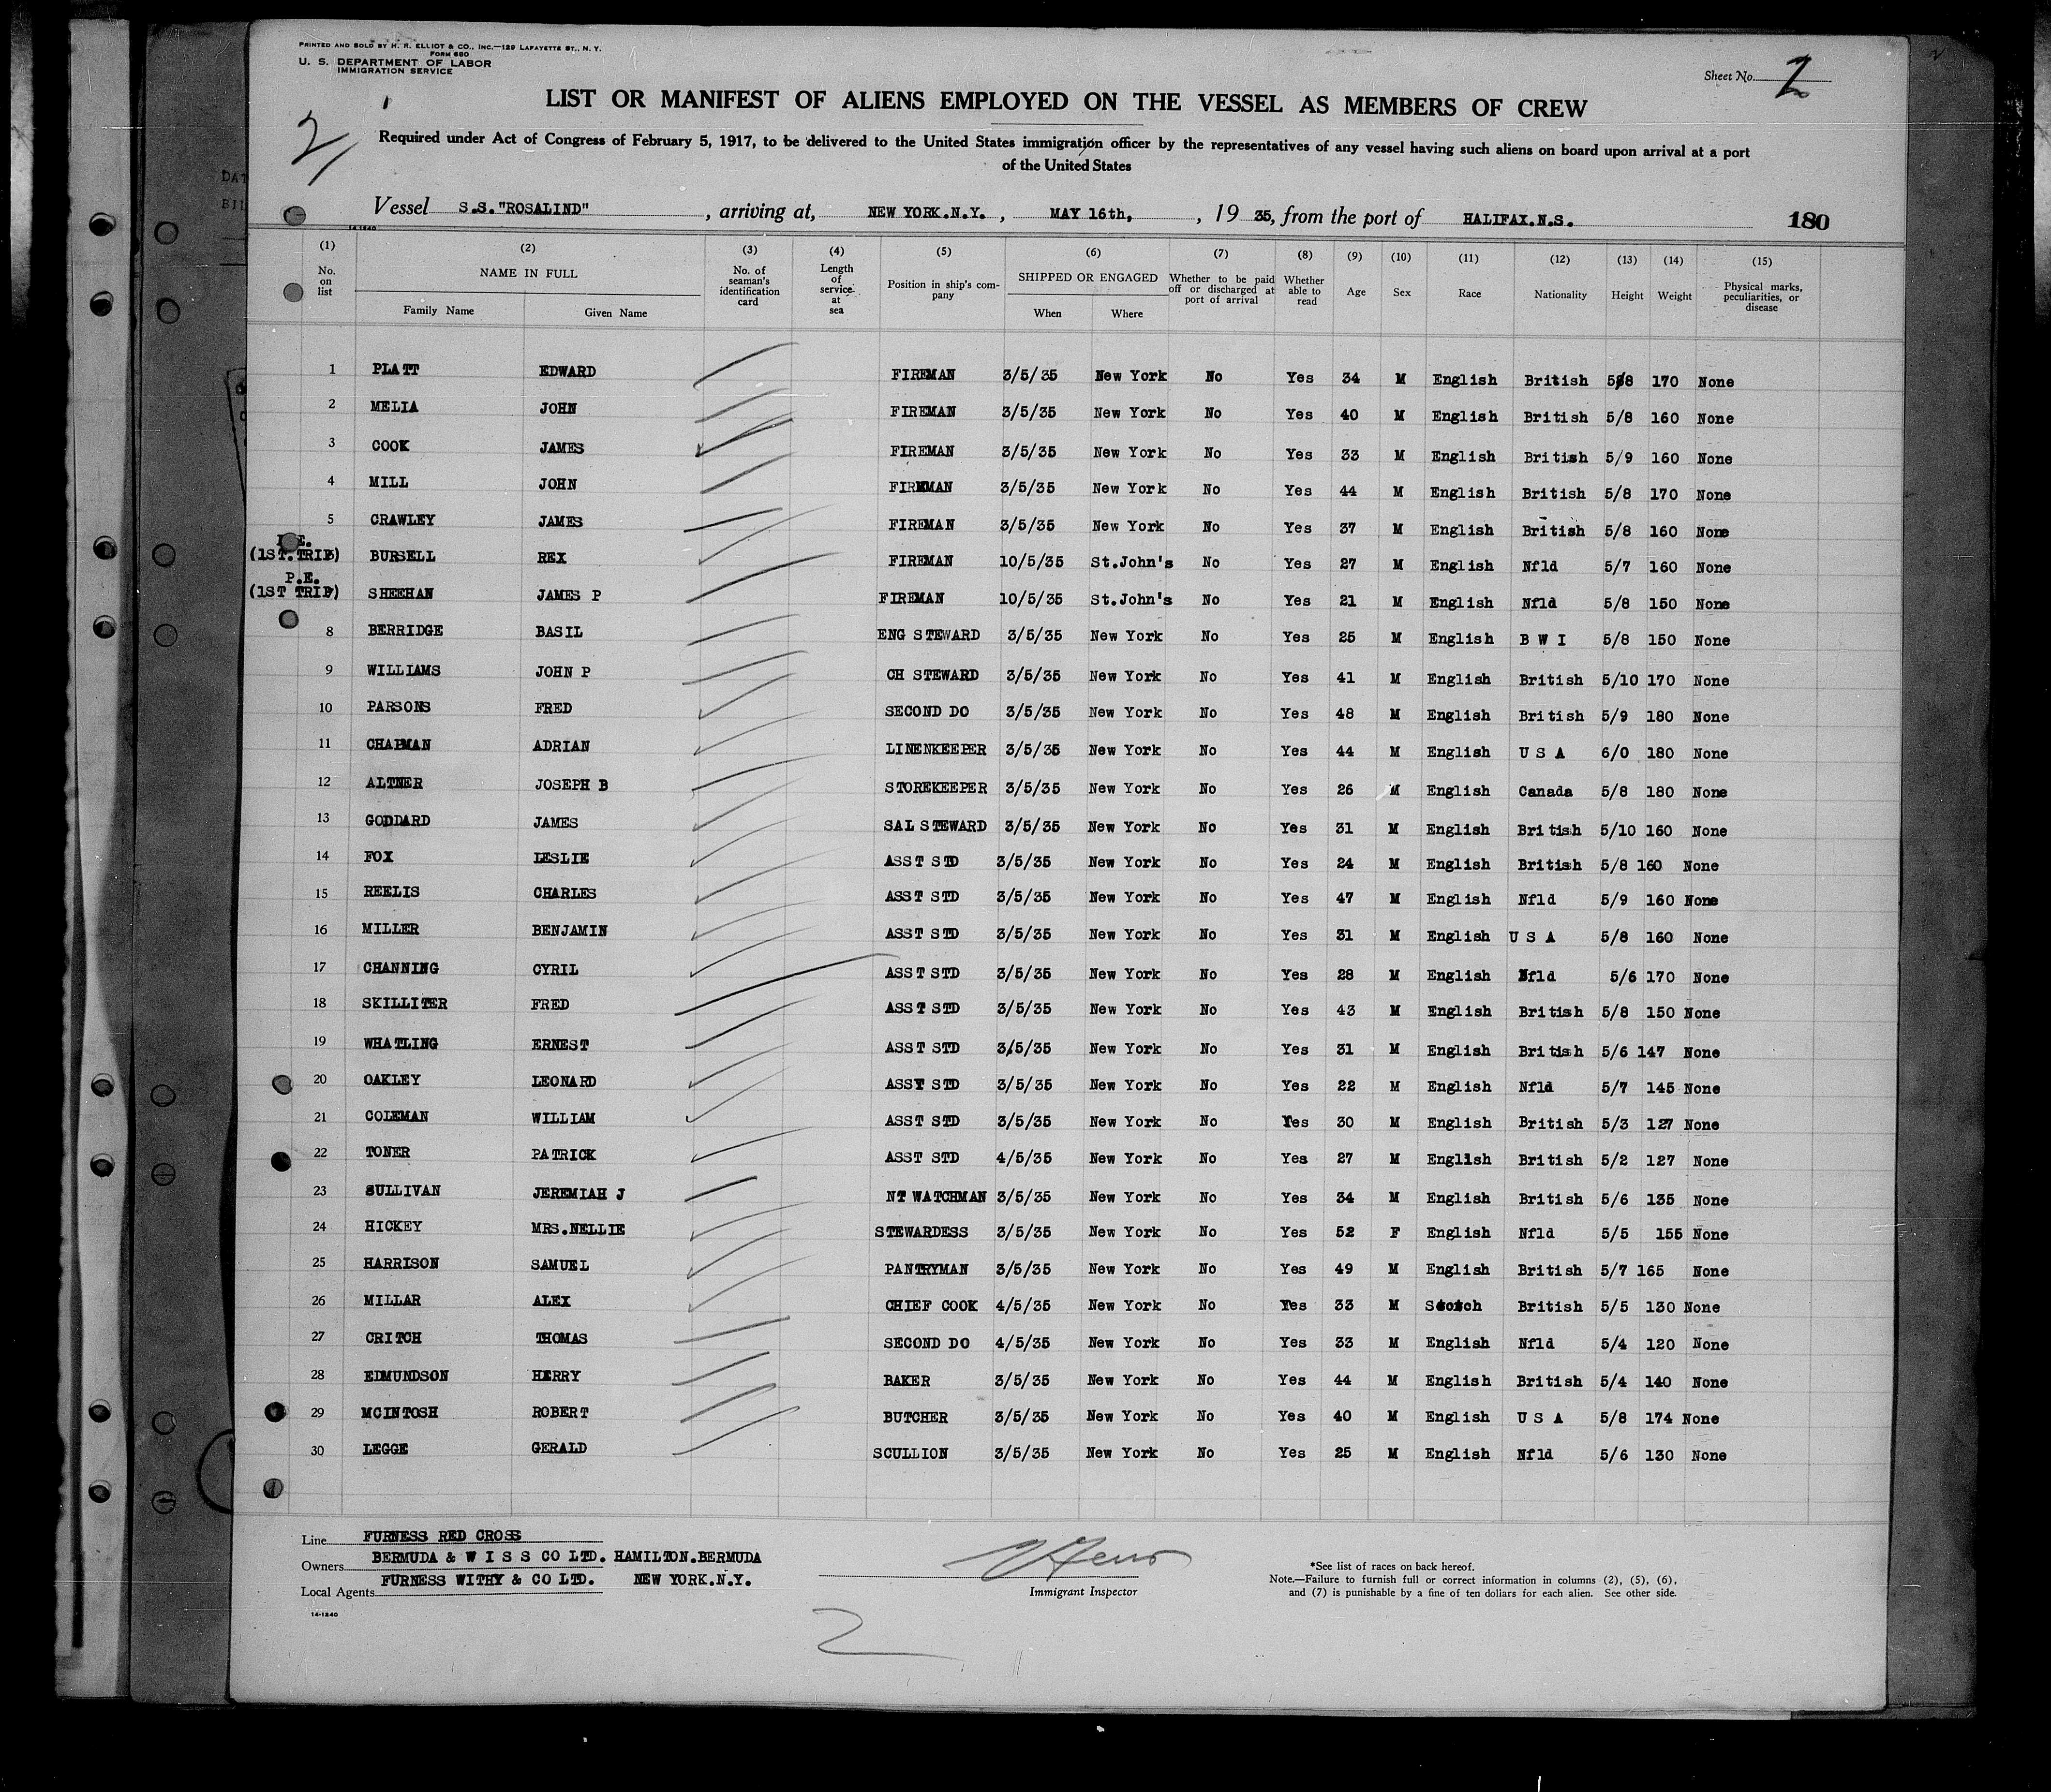 PRINTED AND SOLD BY H. R. ELLIOT & CO., INC.—129 LAFAYETTE ST., N. Y.
FORM 680
U. S. DEPARTMENT OF LABOR
IMMIGRATION SERVICE
Sheet No. 2
2
LIST OR MANIFEST OF ALIENS EMPLOYED ON THE VESSEL AS MEMBERS OF CREW
Required under Act of Congress of February 5, 1917, to be delivered to the United States immigration officer by the representatives of any vessel having such aliens on board upon arrival at a port
of the United States
Vessel S.S."ROSALIND" , arriving at, NEW YORK.N.Y. , MAY 16th, , 19 35, from the port of HALIFAX.N.S. 180
14-1240
(1) (2) (3) (4) (5) (6) (7) (8) (9) (10) (11) (12) (13) (14) (15)
No. on list NAME IN FULL Family Name Given Name No. of seaman's identification card Length of service at sea Position in ship's company SHIPPED OR ENGAGED When Where Whether to be paid off or discharged at port of arrival Whether able to read Age Sex Race Nationality Height Weight Physical marks, peculiarities, or disease
1 PLATT EDWARD FIREMAN 3/5/35 New York No Yes 34 M English British 5/8 170 None
2 MELIA JOHN FIREMAN 3/5/35 New York No Yes 40 M English British 5/8 160 None
3 COOK JAMES FIREMAN 3/5/35 New York No Yes 33 M English British 5/9 160 None
4 MILL JOHN FIREMAN 3/5/35 New York No Yes 44 M English British 5/8 170 None
5 CRAWLEY JAMES FIREMAN 3/5/35 New York No Yes 37 M English British 5/8 160 None
(1ST.TRIP) BURSELL REX FIREMAN 10/5/35 St.John's No Yes 27 M English Nfld 5/7 160 None
P.E.
(1ST TRIP) SHEEHAN JAMES P FIREMAN 10/5/35 St.John's No Yes 21 M English Nfld 5/8 150 None
8 BERRIDGE BASIL ENG STEWARD 3/5/35 New York No Yes 25 M English B W I 5/8 150 None
9 WILLIAMS JOHN P CH STEWARD 3/5/35 New York No Yes 41 M English British 5/10 170 None
10 PARSONS FRED SECOND DO 3/5/35 New York No Yes 48 M English British 5/9 180 None
11 CHAPMAN ADRIAN LINENKEEPER 3/5/35 New York No Yes 44 M English U S A 6/0 180 None
12 ALTNER JOSEPH B STOREKEEPER 3/5/35 New York No Yes 26 M English Canada 5/8 180 None
13 GODDARD JAMES SAL STEWARD 3/5/35 New York No Yes 31 M English British 5/10 160 None
14 FOX LESLIE ASST STD 3/5/35 New York No Yes 24 M English British 5/8 160 None
15 REELIS CHARLES ASST STD 3/5/35 New York No Yes 47 M English Nfld 5/9 160 None
16 MILLER BENJAMIN ASST STD 3/5/35 New York No Yes 31 M English U S A 5/8 160 None
17 CHANNING CYRIL ASST STD 3/5/35 New York No Yes 28 M English Nfld 5/6 170 None
18 SKILLITER FRED ASST STD 3/5/35 New York No Yes 43 M English British 5/8 150 None
19 WHATLING ERNEST ASST STD 3/5/35 New York No Yes 31 M English British 5/6 147 None
20 OAKLEY LEONARD ASST STD 3/5/35 New York No Yes 22 M English Nfld 5/7 145 None
21 COLEMAN WILLIAM ASST STD 3/5/35 New York No Yes 30 M English British 5/3 127 None
22 TONER PATRICK ASST STD 4/5/35 New York No Yes 27 M English British 5/2 127 None
23 SULLIVAN JEREMIAH J NT WATCHMAN 3/5/35 New York No Yes 34 M English British 5/6 135 None
24 HICKEY MRS.NELLIE STEWARDESS 3/5/35 New York No Yes 52 F English Nfld 5/5 155 None
25 HARRISON SAMUEL PANTRYMAN 3/5/35 New York No Yes 49 M English British 5/7 165 None
26 MILLAR ALEX CHIEF COOK 4/5/35 New York No Yes 33 M Scotch British 5/5 130 None
27 CRITCH THOMAS SECOND DO 4/5/35 New York No Yes 33 M English Nfld 5/4 120 None
28 EDMUNDSON HERRY BAKER 3/5/35 New York No Yes 44 M English British 5/4 140 None
29 MCINTOSH ROBERT BUTCHER 3/5/35 New York No Yes 40 M English U S A 5/8 174 None
30 LEGGE GERALD SCULLION 3/5/35 New York No Yes 25 M English Nfld 5/6 130 None
Line FURNESS RED CROSS
Owners BERMUDA & W I S S CO LTD. HAMILTON.BERMUDA
Local Agents FURNESS WITHY & CO LTD. NEW YORK.N.Y.
14-1240
Immigrant Inspector
*See list of races on back hereof.
Note.—Failure to furnish full or correct information in columns (2), (5), (6),
and (7) is punishable by a fine of ten dollars for each alien. See other side.
2